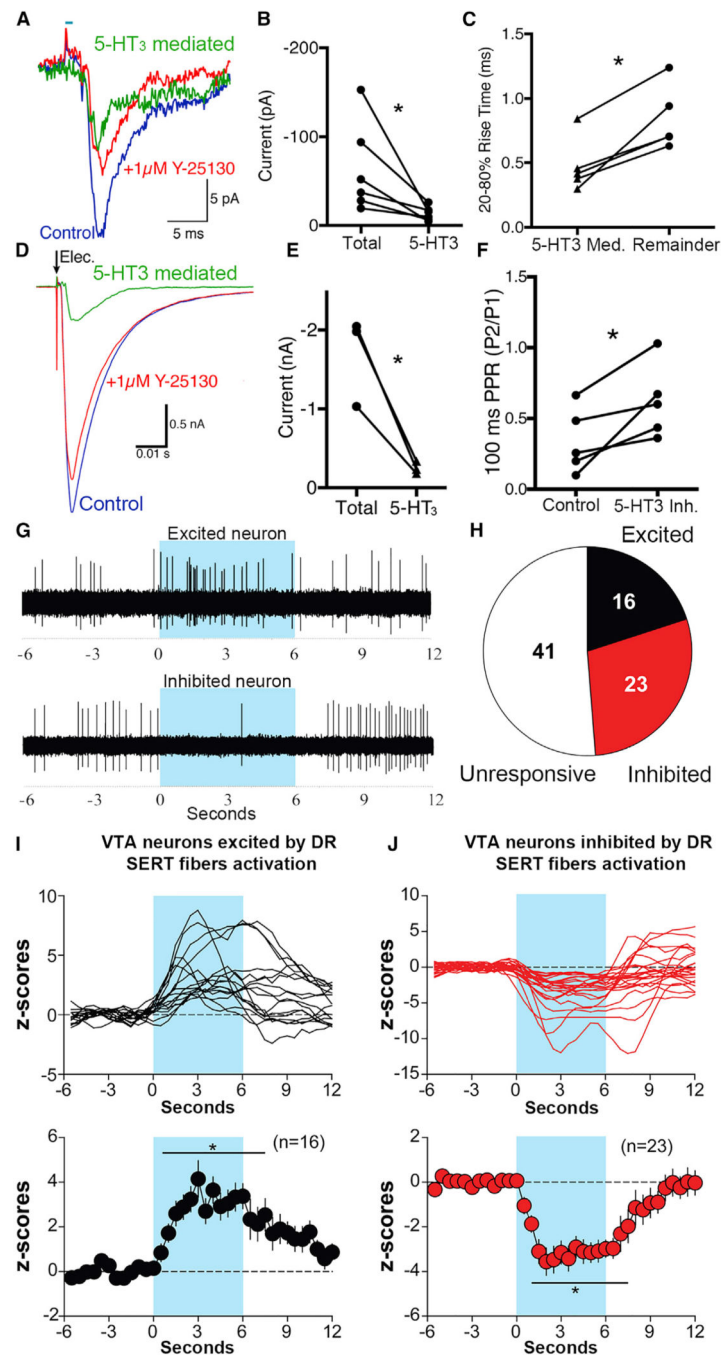 A
5-HT3 mediated
+1μM Y-25130
5 pA
5 ms
Control
B
-200
-100
0
Current (pA)
*
Total
5-HT3
C
1.5
1.0
0.5
0.0
20-80% Rise Time (ms)
*
5-HT3 Med.
Remainder
D
Elec.
5-HT3 mediated
+1μM Y-25130
0.5 nA
0.01 s
Control
E
-2
-1
0
Current (nA)
*
Total
5-HT3
F
1.5
1.0
0.5
0.0
100 ms PPR (P2/P1)
*
Control
5-HT3 Inh.
G
Excited neuron
-6 -3 0 3 6 9 12
Inhibited neuron
-6 -3 0 3 6 9 12
Seconds
H
Excited
16
41
23
Unresponsive
Inhibited
I
VTA neurons excited by DR
SERT fibers activation
10
5
0
-5
z-scores
-6 -3 0 3 6 9 12
Seconds
6
4
2
0
-2
z-scores
*
(n=16)
-6 -3 0 3 6 9 12
Seconds
J
VTA neurons inhibited by DR
SERT fibers activation
10
5
0
-5
-10
-15
z-scores
-6 -3 0 3 6 9 12
Seconds
2
0
-2
-4
-6
z-scores
(n=23)
*
-6 -3 0 3 6 9 12
Seconds